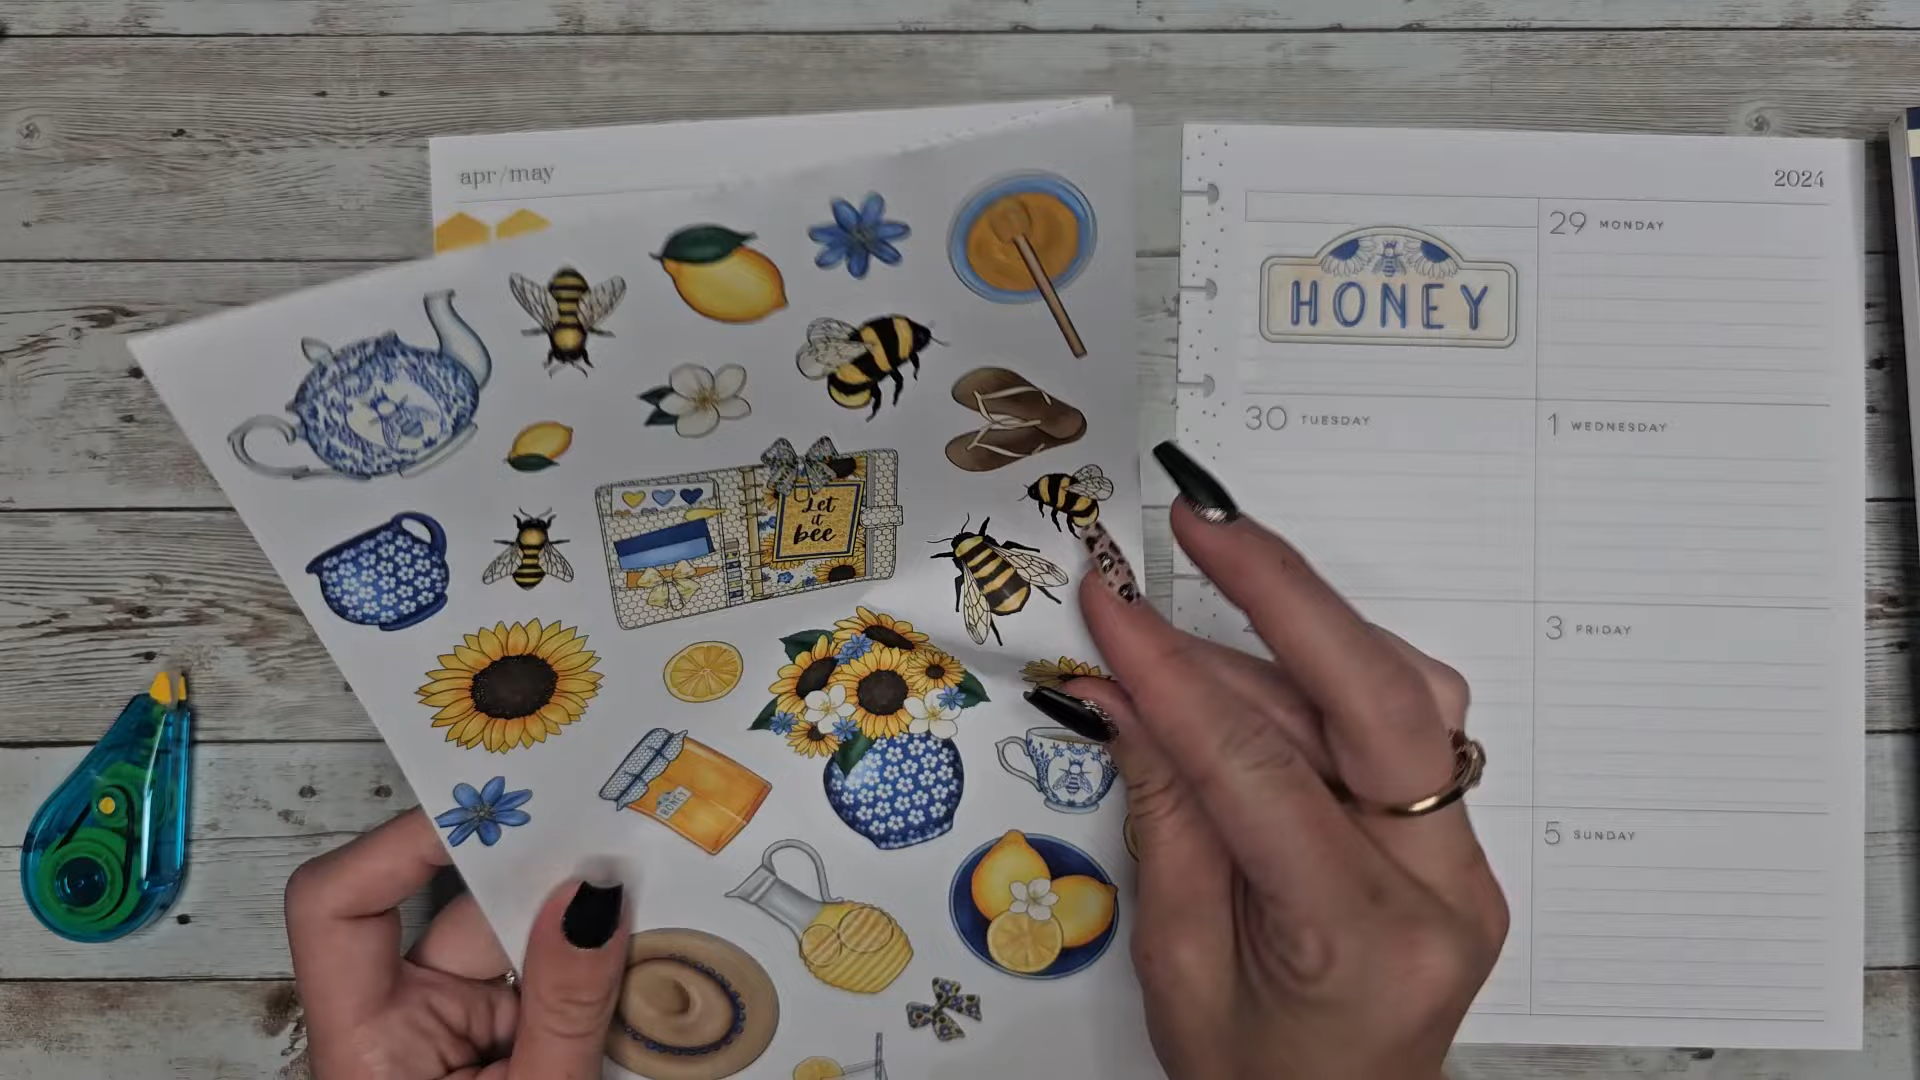 apr/may
2024
HONEY
29 MONDAY
30 TUESDAY
1 WEDNESDAY
3 FRIDAY
5 SUNDAY
Let
it
bee
HONEY